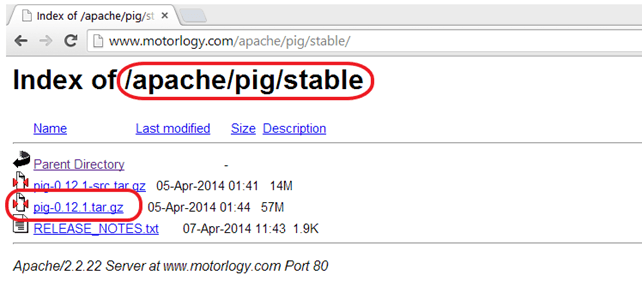 Index of /apache/pig/st
www.motorlogy.com/apache/pig/stable/
Index of /apache/pig/stable
Name Last modified Size Description
Parent Directory -
pig-0.12.1-src.tar.gz 05-Apr-2014 01:41 14M
pig-0.12.1.tar.gz 05-Apr-2014 01:44 57M
RELEASE_NOTES.txt 07-Apr-2014 11:43 1.9K
Apache/2.2.22 Server at www.motorlogy.com Port 80